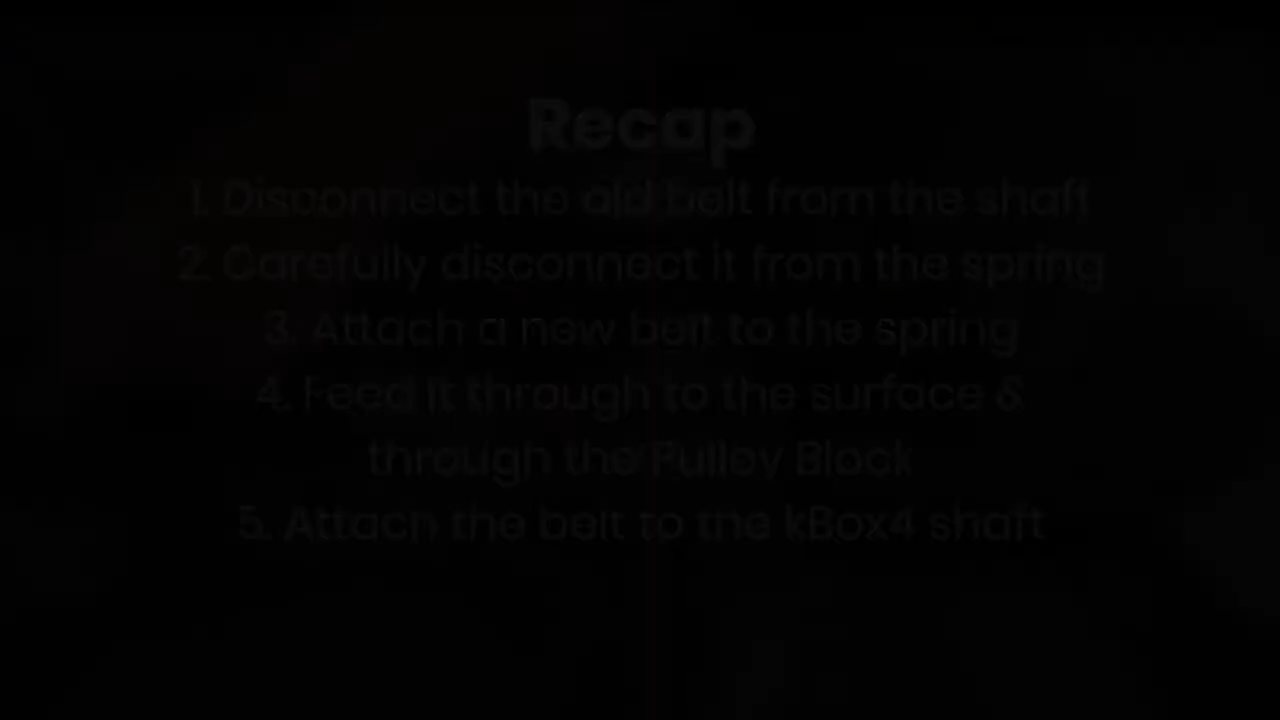 Recap
1. Disconnect the old belt from the shaft
2. Carefully disconnect it from the spring
3. Attach a new belt to the spring
4. Feed it through to the surface &
through the Pulley Block
5. Attach the belt to the kBox4 shaft